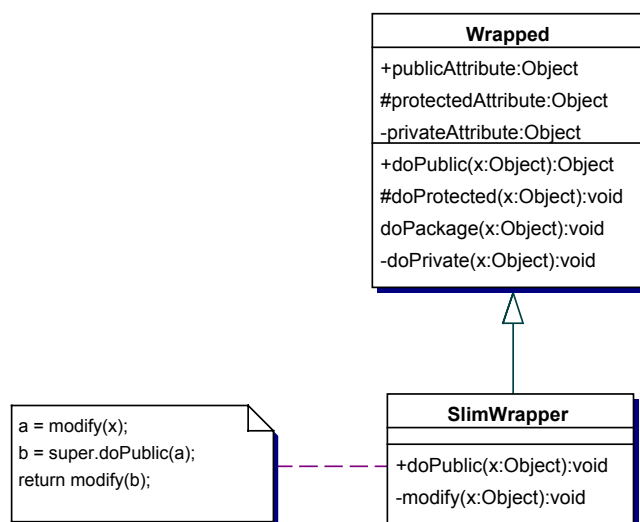 Wrapped
+publicAttribute:Object
#protectedAttribute:Object
-privateAttribute:Object
+doPublic(x:Object):Object
#doProtected(x:Object):void
doPackage(x:Object):void
-doPrivate(x:Object):void
a = modify(x);
b = super.doPublic(a);
return modify(b);
SlimWrapper
+doPublic(x:Object):void
-modify(x:Object):void